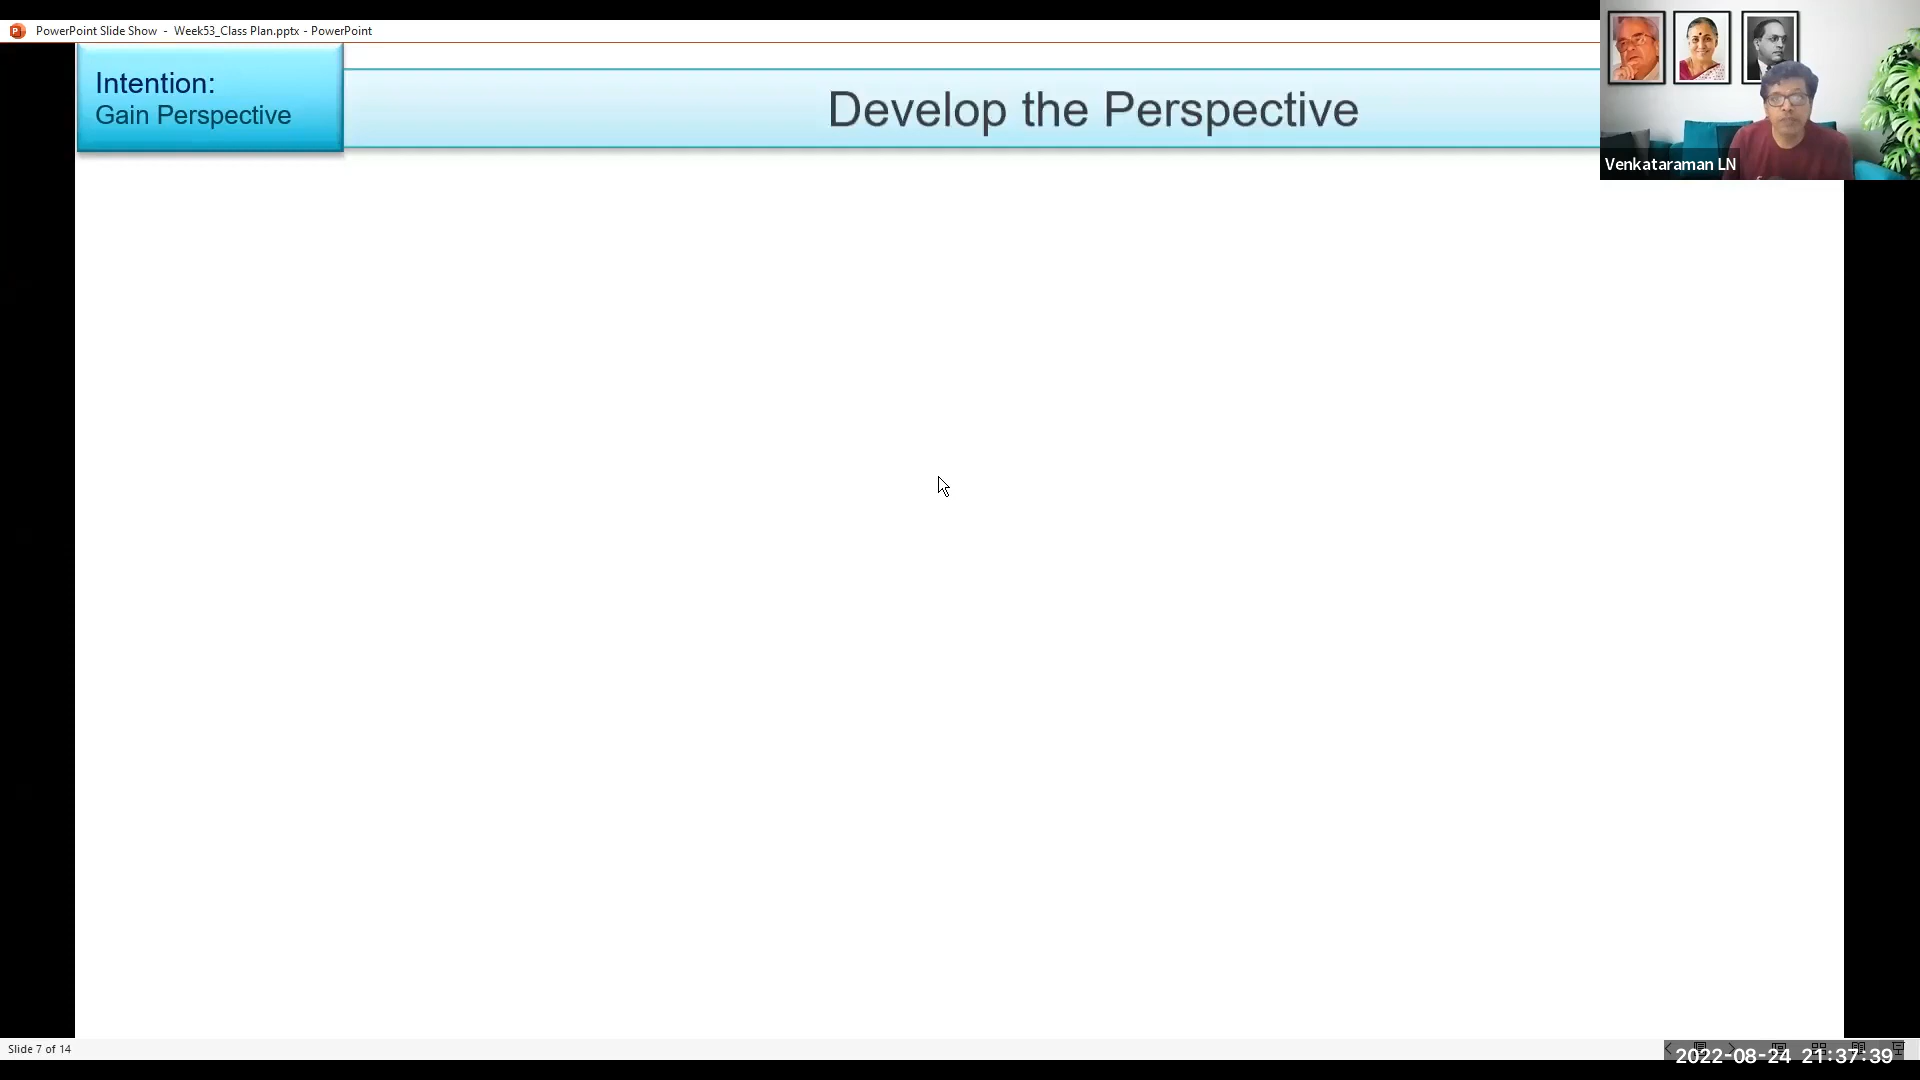 PowerPoint Slide Show - Week53_Class Plan.pptx - PowerPoint
Intention:
Gain Perspective
Develop the Perspective
Venkataraman LN
Slide 7 of 14
2022-08-24 21:37:39